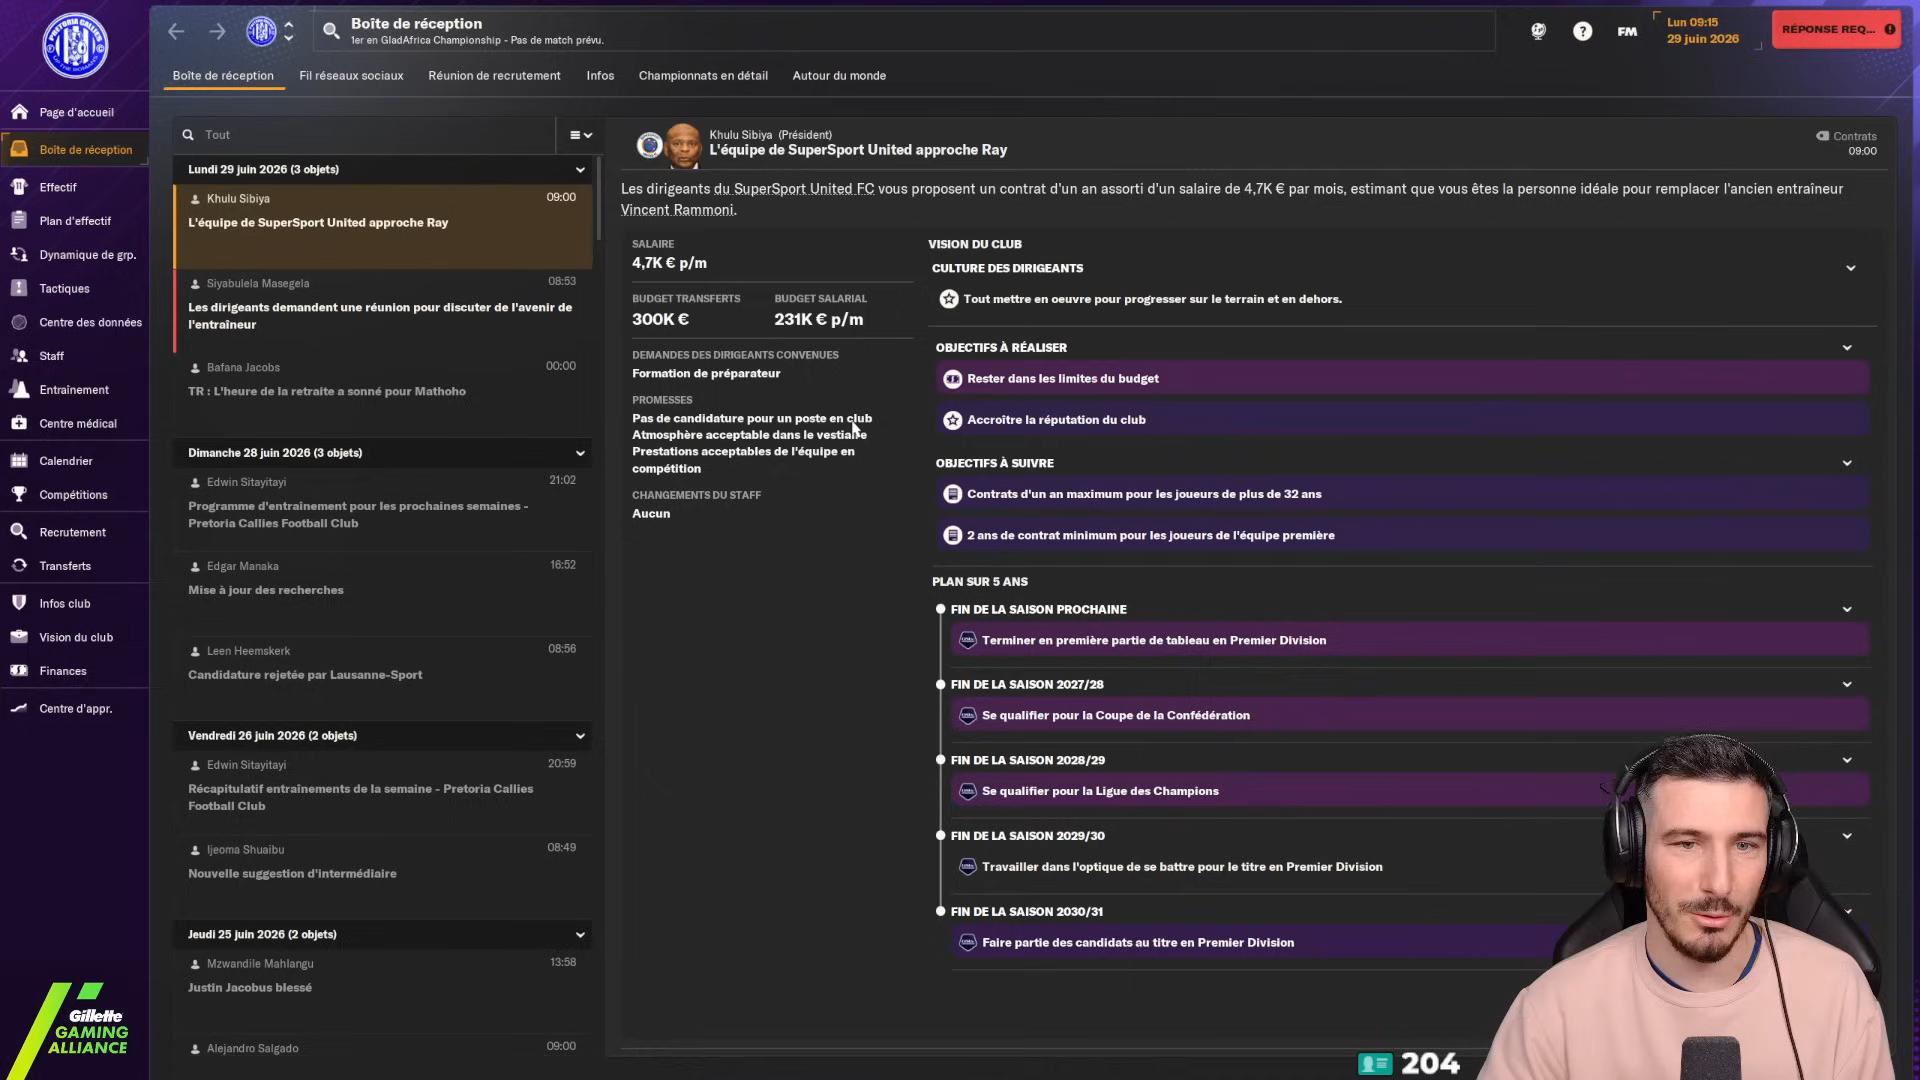 PRETORIA CALLIES
UP THE ROMANS
Boîte de réception
1er en GladAfrica Championship - Pas de match prévu.
FM
Lun 09:15
29 juin 2026
RÉPONSE REQ...
Boîte de réception
Fil réseaux sociaux
Réunion de recrutement
Infos
Championnats en détail
Autour du monde
Page d'accueil
Boîte de réception
Effectif
Plan d'effectif
Dynamique de grp.
Tactiques
Centre des données
Staff
Entraînement
Centre médical
Calendrier
Compétitions
Recrutement
Transferts
Infos club
Vision du club
Finances
Centre d'appr.
Gillette
GAMING
ALLIANCE
Tout
Lundi 29 juin 2026 (3 objets)
Khulu Sibiya 09:00
L'équipe de SuperSport United approche Ray
Siyabulela Masegela 08:53
Les dirigeants demandent une réunion pour discuter de l'avenir de
l'entraîneur
Bafana Jacobs 00:00
TR : L'heure de la retraite a sonné pour Mathoho
Dimanche 28 juin 2026 (3 objets)
Edwin Sitayitayi 21:02
Programme d'entraînement pour les prochaines semaines -
Pretoria Callies Football Club
Edgar Manaka 16:52
Mise à jour des recherches
Leen Heemskerk 08:56
Candidature rejetée par Lausanne-Sport
Vendredi 26 juin 2026 (2 objets)
Edwin Sitayitayi 20:59
Récapitulatif entraînements de la semaine - Pretoria Callies
Football Club
Ijeoma Shuaibu 08:49
Nouvelle suggestion d'intermédiaire
Jeudi 25 juin 2026 (2 objets)
Mzwandile Mahlangu 13:58
Justin Jacobus blessé
Alejandro Salgado 09:00
Khulu Sibiya (Président)
L'équipe de SuperSport United approche Ray
Contrats
09:00
Les dirigeants du SuperSport United FC vous proposent un contrat d'un an assorti d'un salaire de 4,7K € par mois, estimant que vous êtes la personne idéale pour remplacer l'ancien entraîneur
Vincent Rammoni.
SALAIRE
4,7K € p/m
BUDGET TRANSFERTS BUDGET SALARIAL
300K € 231K € p/m
DEMANDES DES DIRIGEANTS CONVENUES
Formation de préparateur
PROMESSES
Pas de candidature pour un poste en club
Atmosphère acceptable dans le vestiaire
Prestations acceptables de l'équipe en
compétition
CHANGEMENTS DU STAFF
Aucun
VISION DU CLUB
CULTURE DES DIRIGEANTS
Tout mettre en oeuvre pour progresser sur le terrain et en dehors.
OBJECTIFS À RÉALISER
Rester dans les limites du budget
Accroître la réputation du club
OBJECTIFS À SUIVRE
Contrats d'un an maximum pour les joueurs de plus de 32 ans
2 ans de contrat minimum pour les joueurs de l'équipe première
PLAN SUR 5 ANS
FIN DE LA SAISON PROCHAINE
Terminer en première partie de tableau en Premier Division
FIN DE LA SAISON 2027/28
Se qualifier pour la Coupe de la Confédération
FIN DE LA SAISON 2028/29
Se qualifier pour la Ligue des Champions
FIN DE LA SAISON 2029/30
Travailler dans l'optique de se battre pour le titre en Premier Division
FIN DE LA SAISON 2030/31
Faire partie des candidats au titre en Premier Division
204